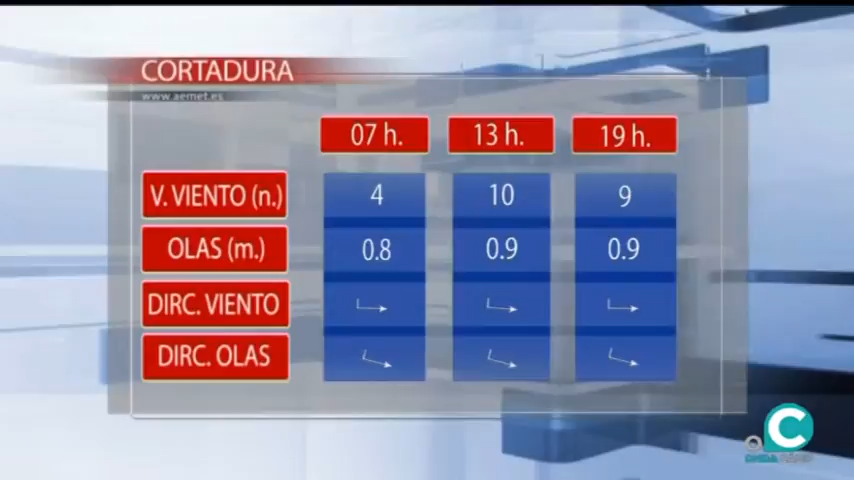 CORTADURA
www.aemet.es
07 h. 13 h. 19 h.
V. VIENTO (n.) 4 10 9
OLAS (m.) 0.8 0.9 0.9
DIRC. VIENTO
DIRC. OLAS
C